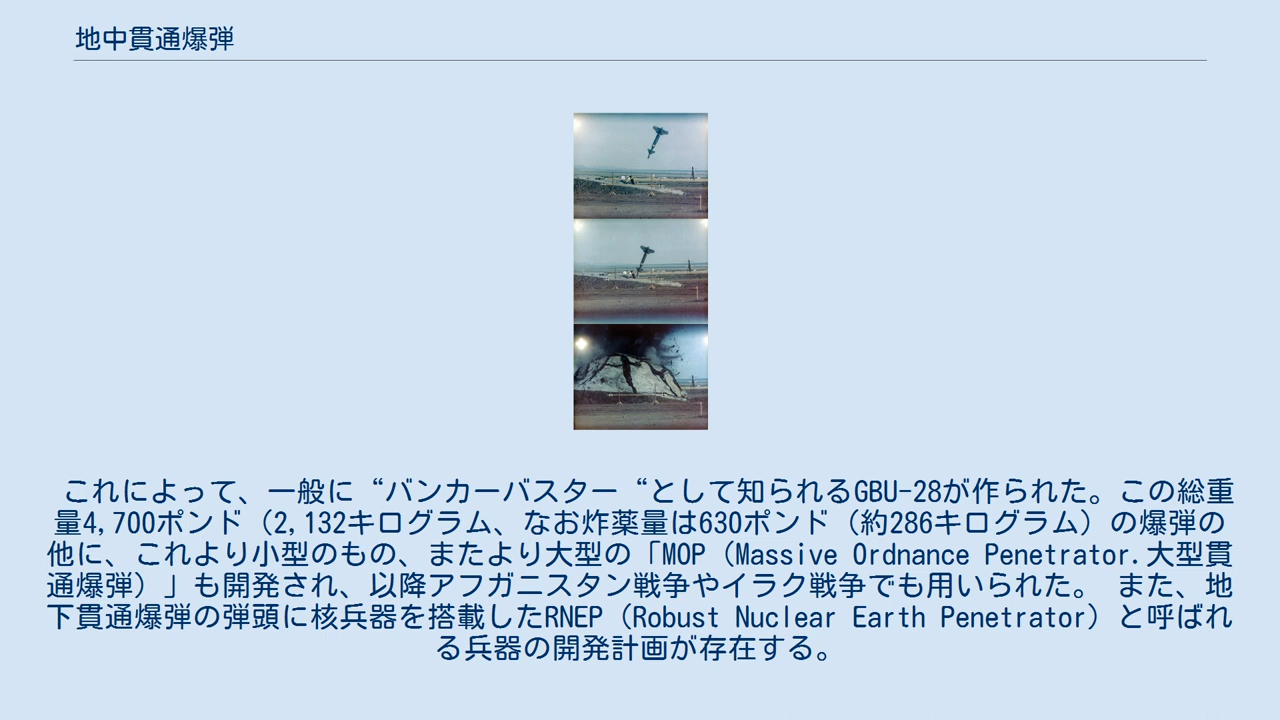 地中貫通爆弾
これによって、一般に“バンカーバスター“として知られるGBU-28が作られた。この総重
量4,700ポンド（2,132キログラム、なお炸薬量は630ポンド（約286キログラム）の爆弾の
他に、これより小型のもの、またより大型の「MOP（Massive Ordnance Penetrator.大型貫
通爆弾）」も開発され、以降アフガニスタン戦争やイラク戦争でも用いられた。 また、地
下貫通爆弾の弾頭に核兵器を搭載したRNEP（Robust Nuclear Earth Penetrator）と呼ばれ
る兵器の開発計画が存在する。